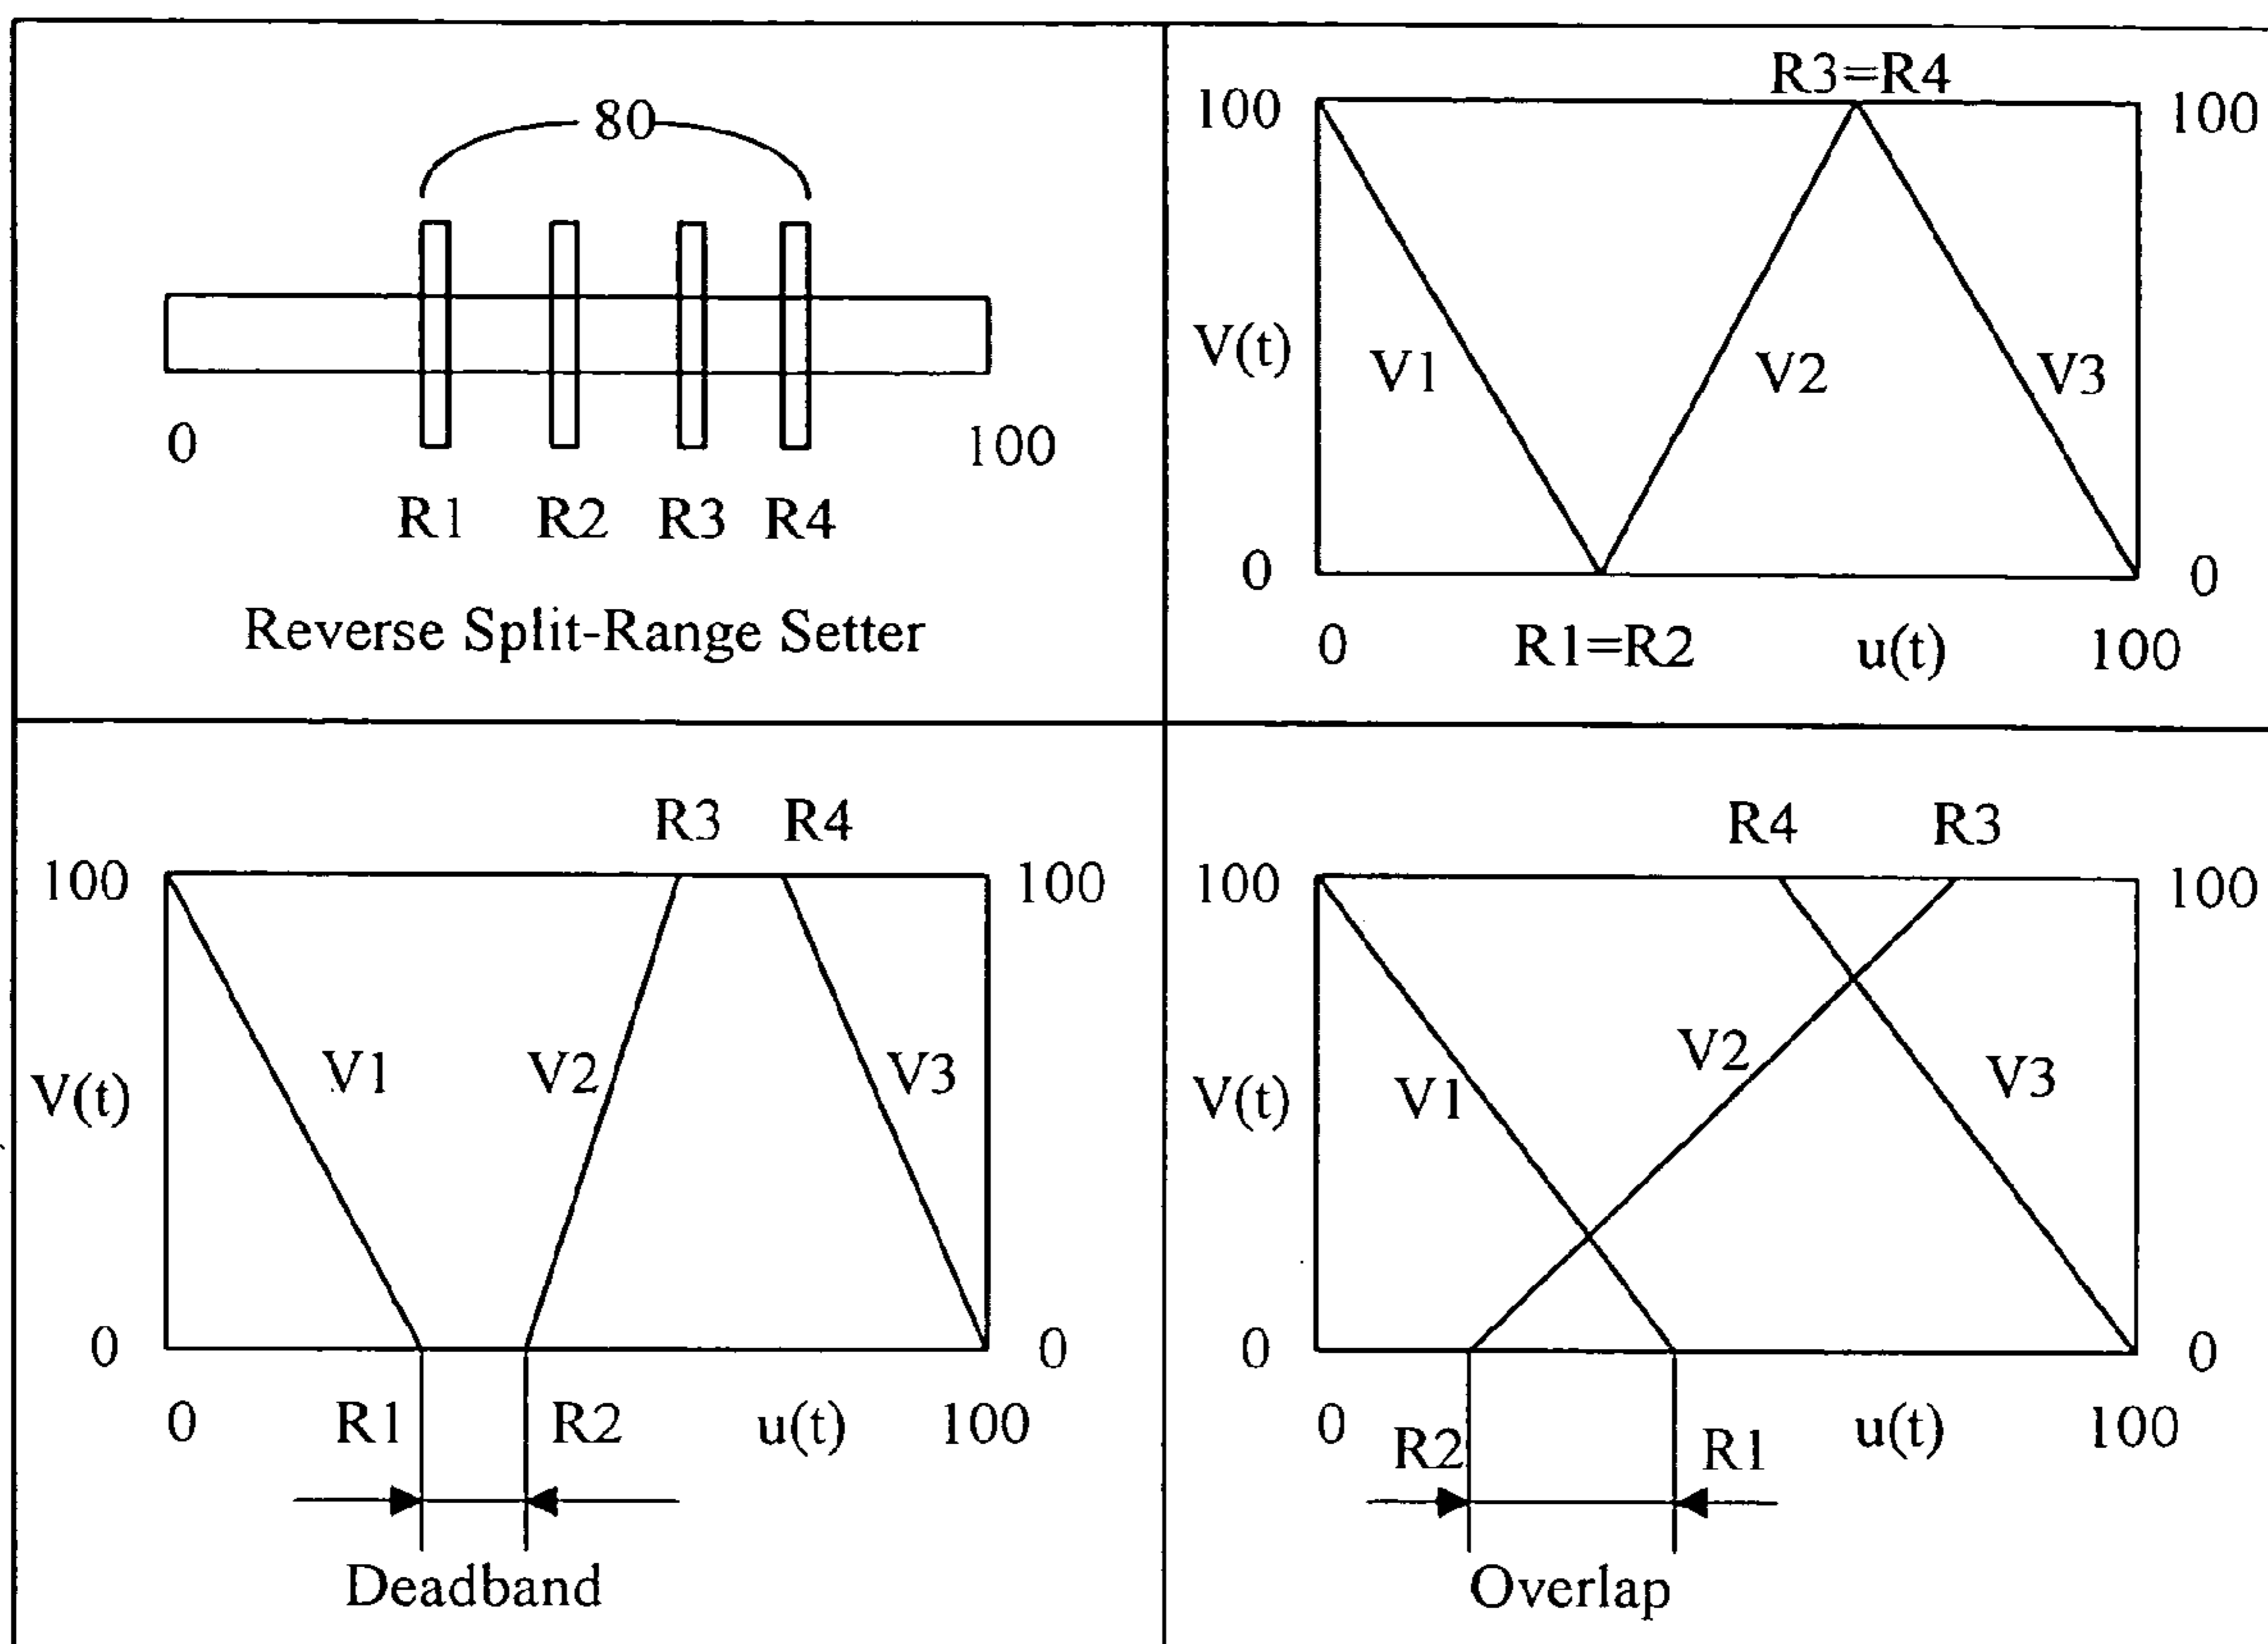 80
0 100
R1 R2 R3 R4
Reverse Split-Range Setter
R3=R4
100 100
V(t) V1 V2 V3
0 0
0 R1=R2 u(t) 100
R3 R4
100 100
V(t) V1 V2 V3
0 0
0 R1 R2 u(t) 100
Deadband
R4 R3
100 100
V(t) V1 V2 V3
0 0
0 R2 R1 u(t) 100
Overlap